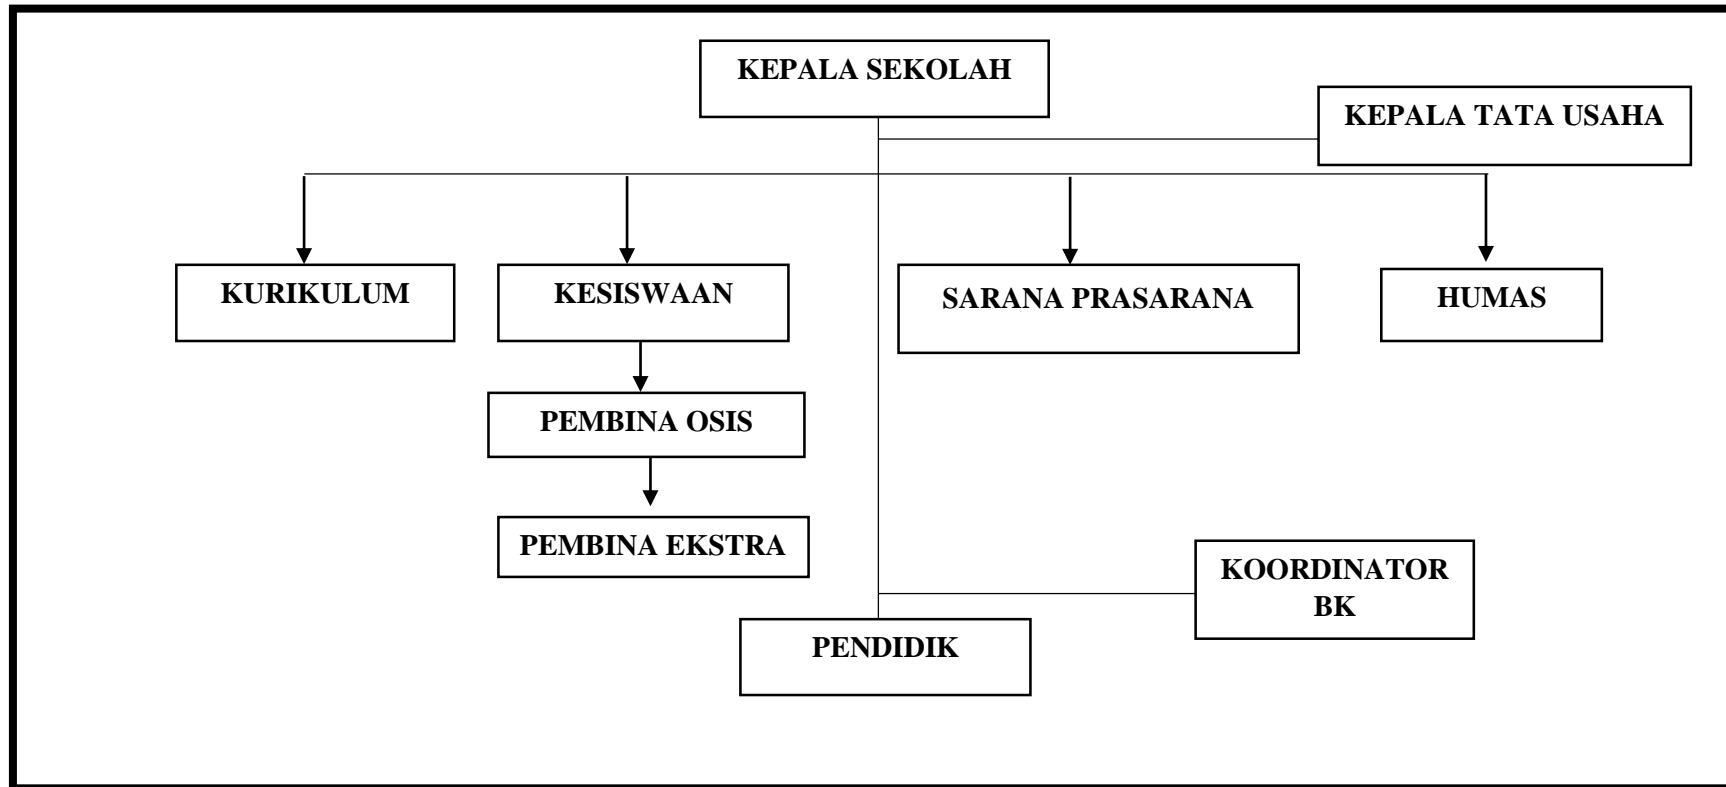 KEPALA SEKOLAH
KEPALA TATA USAHA
KURIKULUM
KESISWAAN
SARANA PRASARANA
HUMAS
PEMBINA OSIS
PEMBINA EKSTRA
KOORDINATOR
BK
PENDIDIK